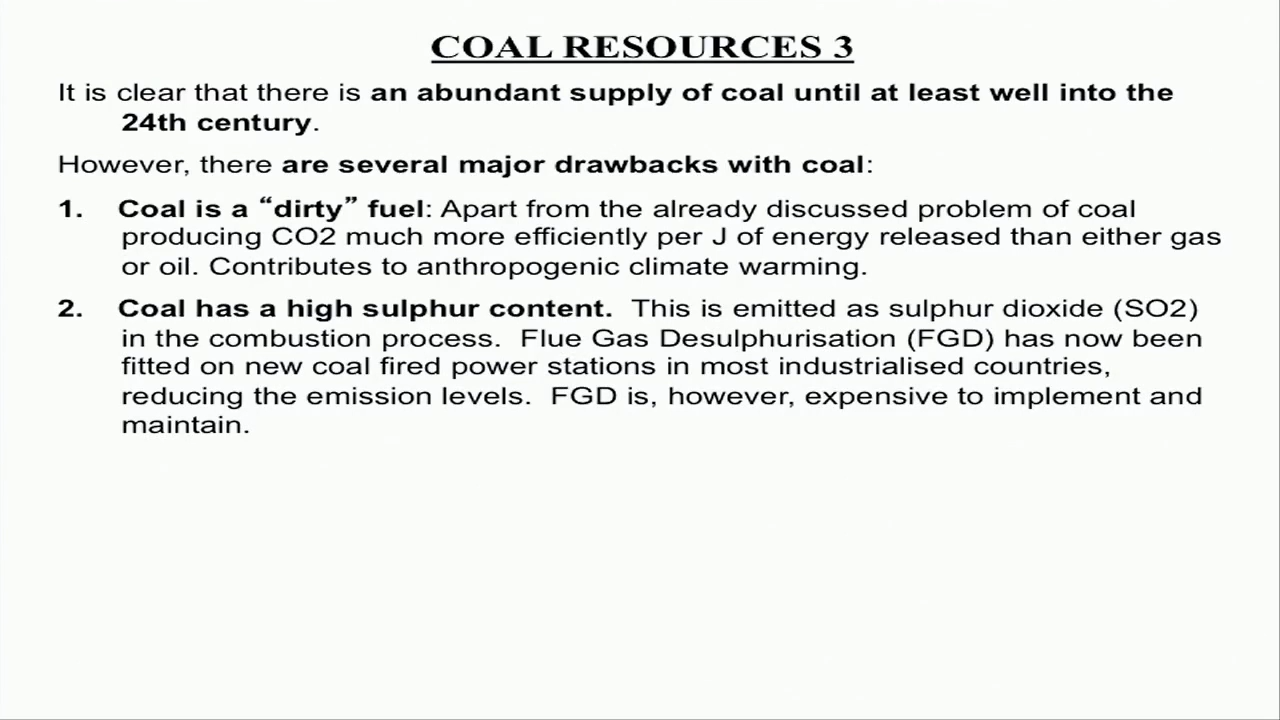 COAL RESOURCES 3
It is clear that there is an abundant supply of coal until at least well into the
24th century.
However, there are several major drawbacks with coal:
1. Coal is a “dirty” fuel: Apart from the already discussed problem of coal
producing CO2 much more efficiently per J of energy released than either gas
or oil. Contributes to anthropogenic climate warming.
2. Coal has a high sulphur content. This is emitted as sulphur dioxide (SO2)
in the combustion process. Flue Gas Desulphurisation (FGD) has now been
fitted on new coal fired power stations in most industrialised countries,
reducing the emission levels. FGD is, however, expensive to implement and
maintain.